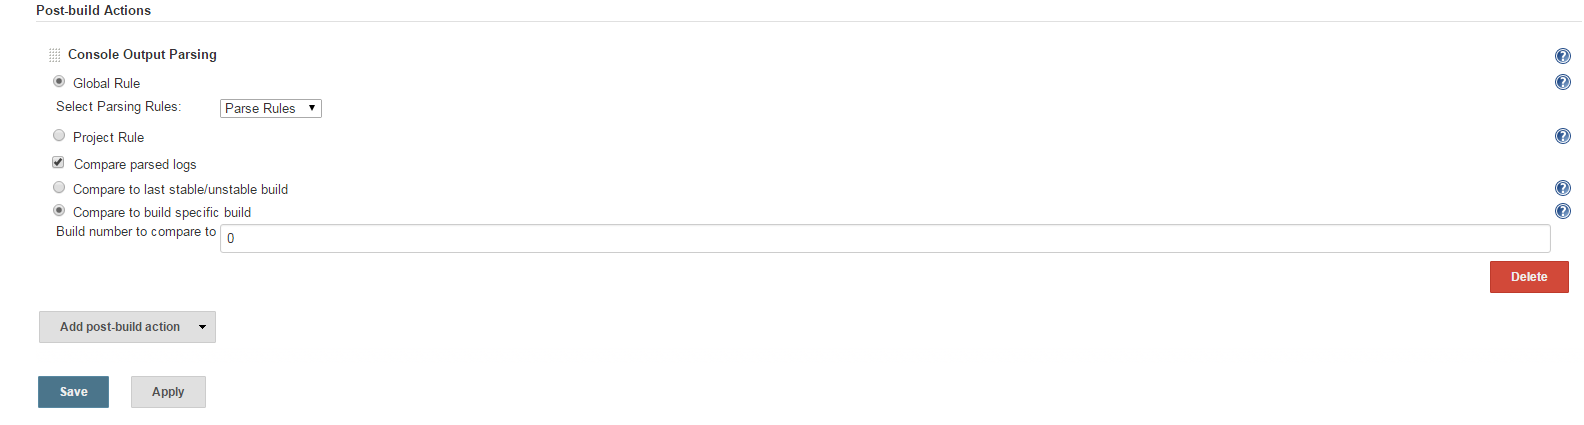 Post-build Actions
Console Output Parsing
?
Global Rule
?
Select Parsing Rules: Parse Rules
Project Rule
?
Compare parsed logs
Compare to last stable/unstable build
?
Compare to build specific build
?
Build number to compare to 0
Delete
Add post-build action
Save Apply